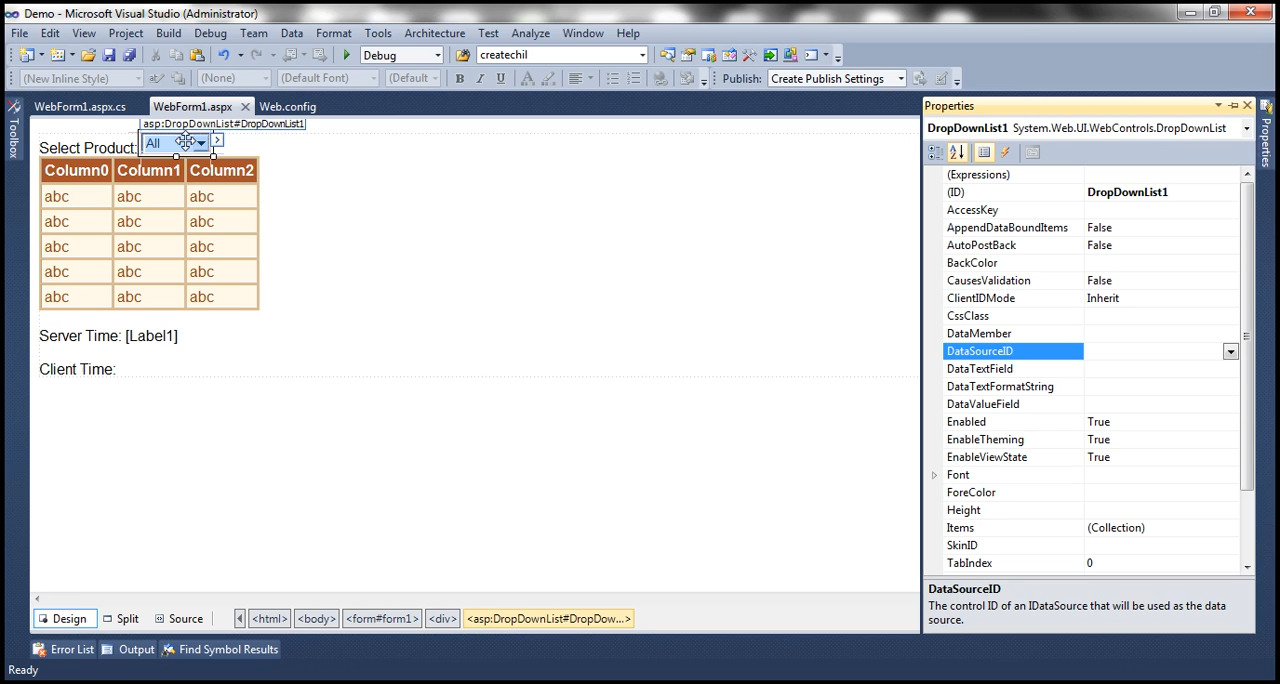 Demo - Microsoft Visual Studio (Administrator)
File Edit View Project Build Debug Team Data Format Tools Architecture Test Analyze Window Help
Debug createchil
(New Inline Style) (None) (Default Font) (Default B I U A Publish: Create Publish Settings
WebForm1.aspx.cs WebForm1.aspx Web.config
Toolbox
asp:DropDownList#DropDownList1
Select Product: All
Column0 Column1 Column2
abc abc abc
abc abc abc
abc abc abc
abc abc abc
abc abc abc
Server Time: [Label1]
Client Time:
Design Split Source <html> <body> <form#form1> <div> <asp:DropDownList#DropDow...>
Error List Output Find Symbol Results
Ready
Properties
DropDownList1 System.Web.UI.WebControls.DropDownList
(Expressions)
(ID) DropDownList1
AccessKey
AppendDataBoundItems False
AutoPostBack False
BackColor
CausesValidation False
ClientIDMode Inherit
CssClass
DataMember
DataSourceID
DataTextField
DataTextFormatString
DataValueField
Enabled True
EnableTheming True
EnableViewState True
Font
ForeColor
Height
Items (Collection)
SkinID
TabIndex 0
DataSourceID
The control ID of an IDataSource that will be used as the data
source.
Properties